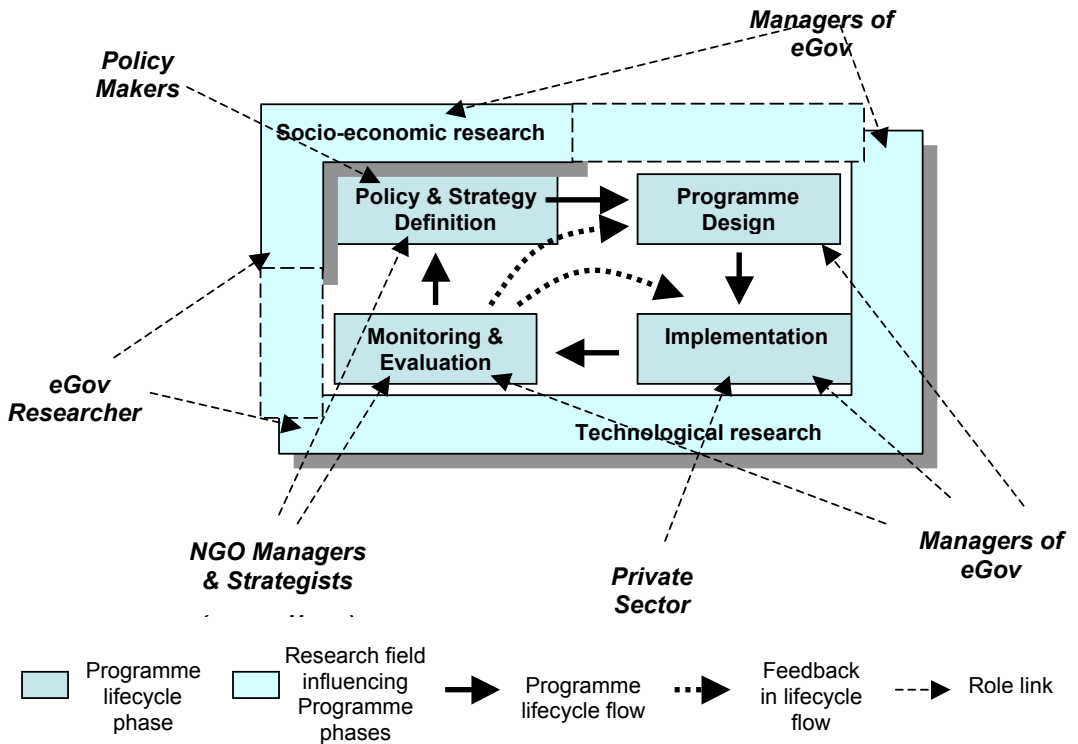 Managers of
eGov
Policy
Makers
Socio-economic research
Policy & Strategy
Definition
Programme
Design
Monitoring &
Evaluation
Implementation
eGov
Researcher
Technological research
NGO Managers
& Strategists
Private
Sector
Managers of
eGov
Programme
lifecycle
phase
Research field
influencing
Programme
phases
Programme
lifecycle flow
Feedback
in lifecycle
flow
Role link